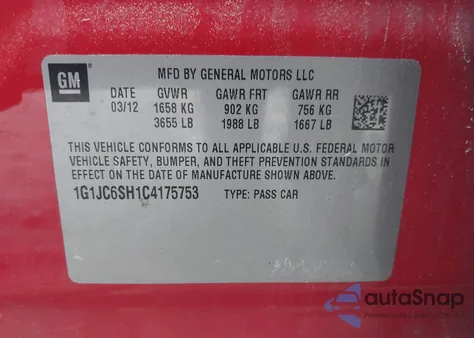 GM
MFD BY GENERAL MOTORS LLC
DATE GVWR GAWR FRT GAWR RR
03/12 1658 KG 902 KG 756 KG
3655 LB 1988 LB 1667 LB
THIS VEHICLE CONFORMS TO ALL APPLICABLE U.S. FEDERAL MOTOR
VEHICLE SAFETY, BUMPER, AND THEFT PREVENTION STANDARDS IN
EFFECT ON THE DATE OF MANUFACTURE SHOWN ABOVE.
1G1JC6SH1C4175753 TYPE: PASS CAR
autoSnap